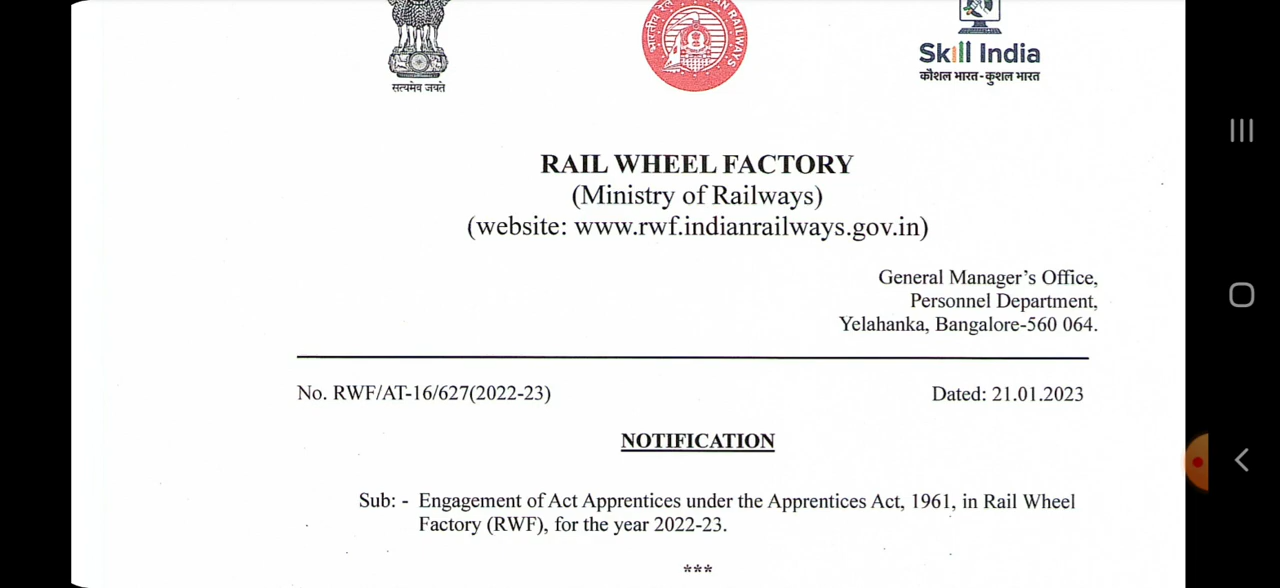 सत्यमेव जयते
भारतीय रेल
RAILWAYS
Skill India
कौशल भारत-कुशल भारत
RAIL WHEEL FACTORY
(Ministry of Railways)
(website: www.rwf.indianrailways.gov.in)
General Manager’s Office,
Personnel Department,
Yelahanka, Bangalore-560 064.
No. RWF/AT-16/627(2022-23)
Dated: 21.01.2023
NOTIFICATION
Sub: - Engagement of Act Apprentices under the Apprentices Act, 1961, in Rail Wheel
Factory (RWF), for the year 2022-23.
***